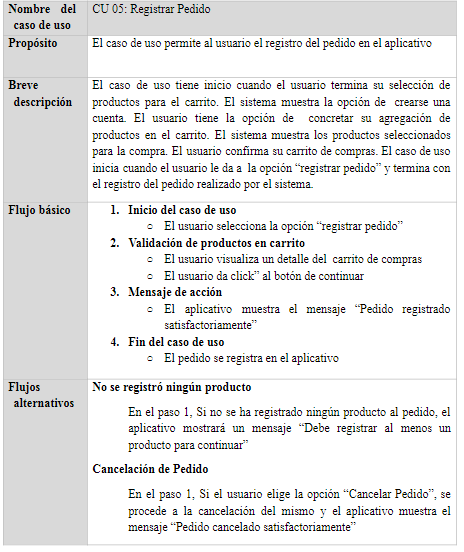 Nombre del
caso de uso
CU 05: Registrar Pedido
Propósito
El caso de uso permite al usuario el registro del pedido en el aplicativo
Breve
descripción
El caso de uso tiene inicio cuando el usuario termina su selección de
productos para el carrito. El sistema muestra la opción de crearse una
cuenta. El usuario tiene la opción de concretar su agregación de
productos en el carrito. El sistema muestra los productos seleccionados
para la compra. El usuario confirma su carrito de compras. El caso de uso
inicia cuando el usuario le da a la opción “registrar pedido” y termina con
el registro del pedido realizado por el sistema.
Flujo básico
1. Inicio del caso de uso
○ El usuario selecciona la opción “registrar pedido”
2. Validación de productos en carrito
○ El usuario visualiza un detalle del carrito de compras
○ El usuario da click” al botón de continuar
3. Mensaje de acción
○ El aplicativo muestra el mensaje “Pedido registrado
satisfactoriamente”
4. Fin del caso de uso
○ El pedido se registra en el aplicativo
Flujos
alternativos
No se registró ningún producto
En el paso 1, Si no se ha registrado ningún producto al pedido, el
aplicativo mostrará un mensaje “Debe registrar al menos un
producto para continuar”
Cancelación de Pedido
En el paso 1, Si el usuario elige la opción “Cancelar Pedido”, se
procede a la cancelación del mismo y el aplicativo muestra el
mensaje “Pedido cancelado satisfactoriamente”